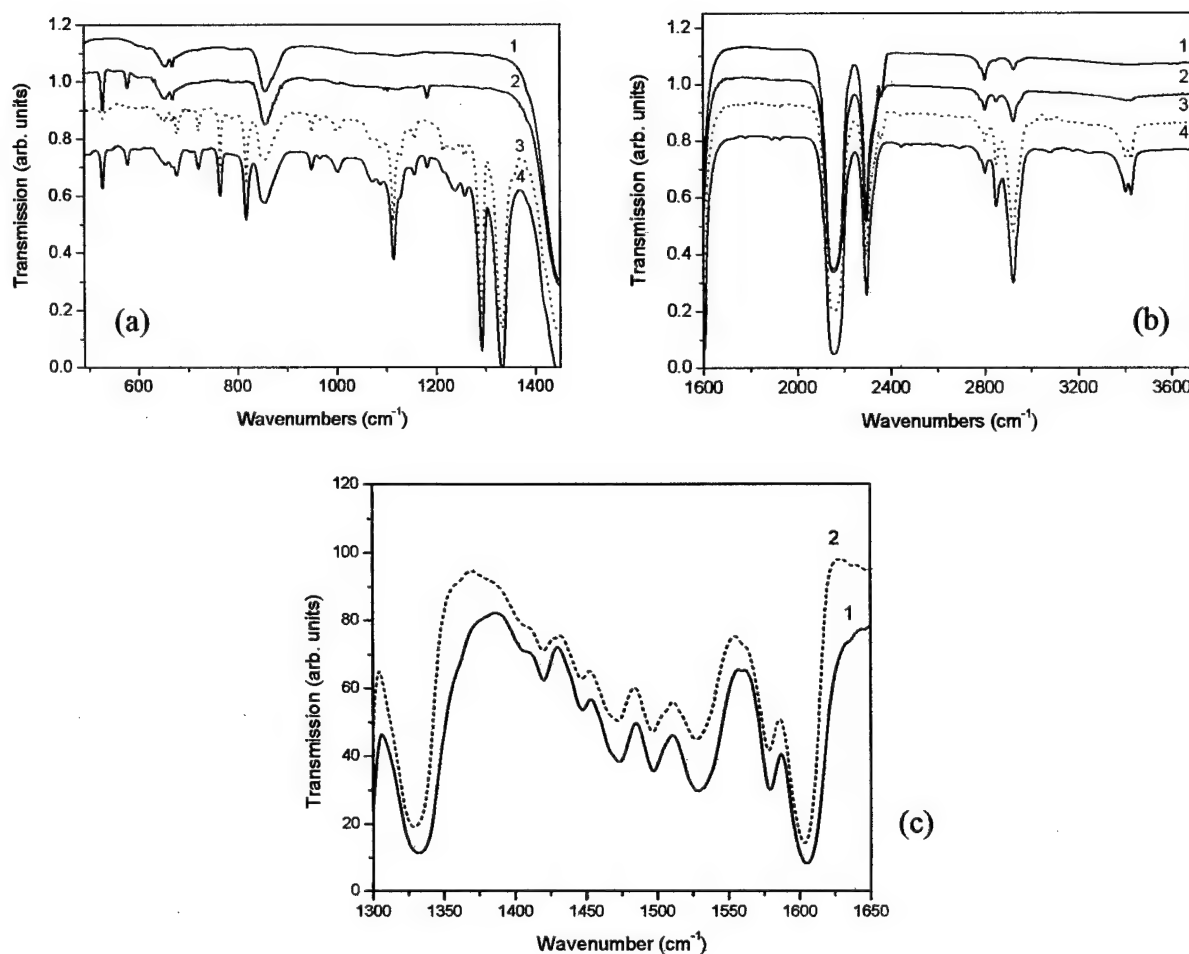 Transmission (arb. units)
1.2
1.0
0.8
0.6
0.4
0.2
0.0
1
2
3
4
(a)
600 800 1000 1200 1400
Wavenumbers (cm⁻¹)
Transmission (arb. units)
1.2
1.0
0.8
0.6
0.4
0.2
0.0
1
2
3
4
(b)
1600 2000 2400 2800 3200 3600
Wavenumbers (cm⁻¹)
Transmission (arb. units)
120
100
80
60
40
20
0
2
1
(c)
1300 1350 1400 1450 1500 1550 1600 1650
Wavenumber (cm⁻¹)